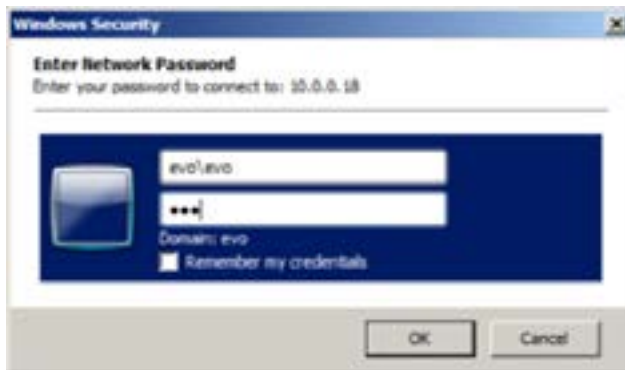 Windows Security
Enter Network Password
Enter your password to connect to: 10.0.0.18
evo\evo
•••
Domain: evo
Remember my credentials
OK
Cancel